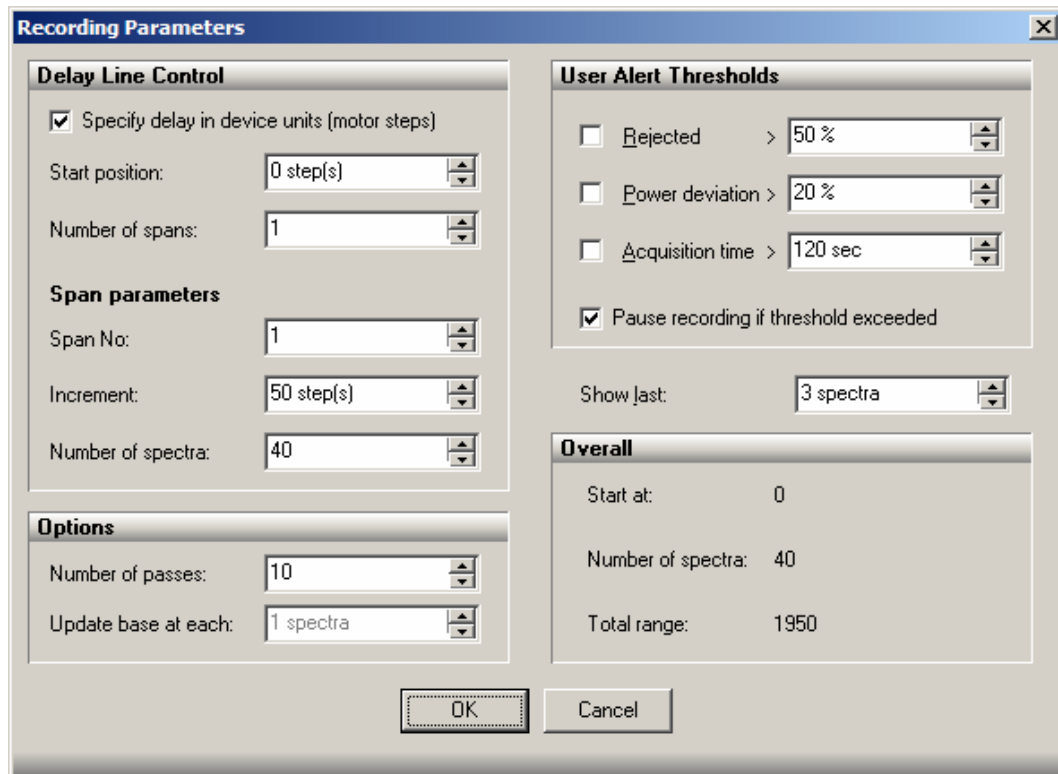 Recording Parameters
Delay Line Control
Specify delay in device units (motor steps)
Start position: 0 step(s)
Number of spans: 1
Span parameters
Span No: 1
Increment: 50 step(s)
Number of spectra: 40
Options
Number of passes: 10
Update base at each: 1 spectra
User Alert Thresholds
Rejected > 50 %
Power deviation > 20 %
Acquisition time > 120 sec
Pause recording if threshold exceeded
Show last: 3 spectra
Overall
Start at: 0
Number of spectra: 40
Total range: 1950
OK Cancel